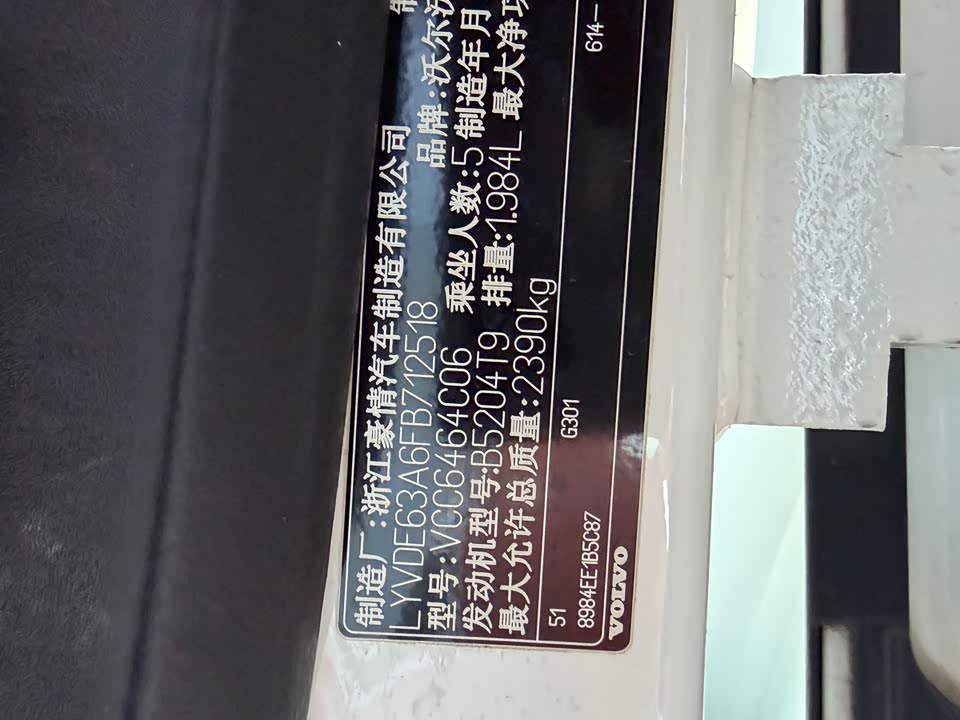 制造厂:浙江豪情汽车制造有限公司 制
LYVDE63A6FB712518 品牌:沃尔沃
型号:VCC6464C06 乘坐人数:5 制造年月
发动机型号:B5204T9 排量:1.984L 最大净功
最大允许总质量:2390kg
51 G301 614-
8984EE1B5C87
VOLVO